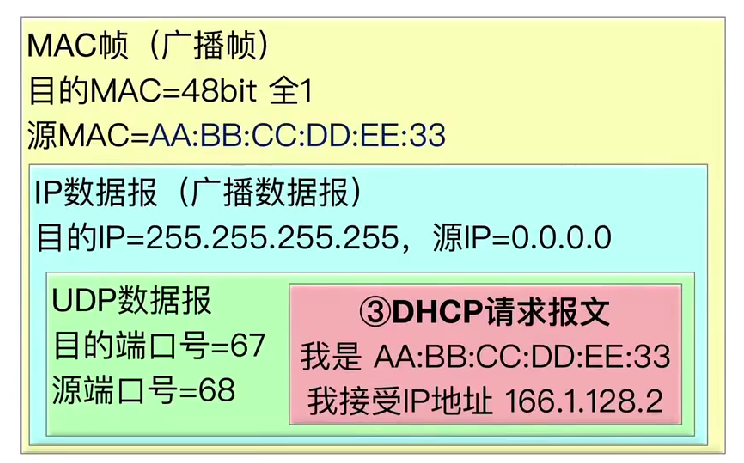 MAC帧（广播帧）
目的MAC=48bit 全1
源MAC=AA:BB:CC:DD:EE:33
IP数据报（广播数据报）
目的IP=255.255.255.255，源IP=0.0.0.0
UDP数据报
目的端口号=67
源端口号=68
③DHCP请求报文
我是 AA:BB:CC:DD:EE:33
我接受IP地址 166.1.128.2